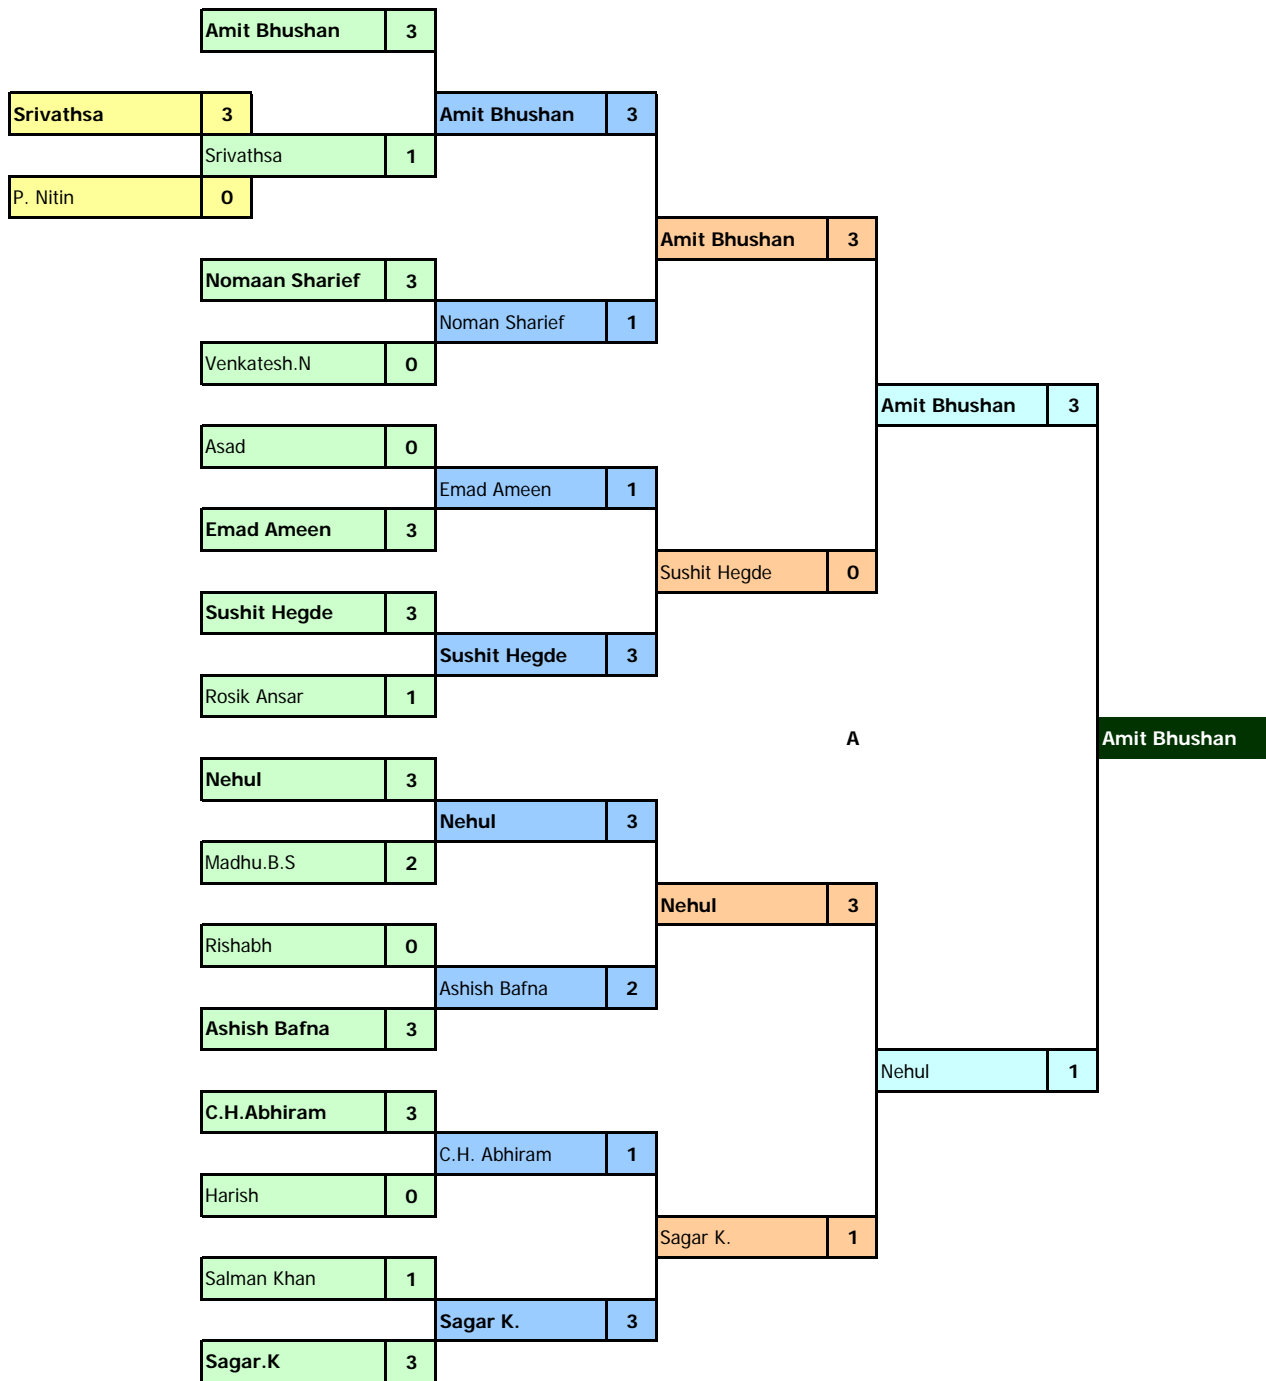 Amit Bhushan 3
Srivathsa 3 Amit Bhushan 3
Srivathsa 1
P. Nitin 0
Amit Bhushan 3
Nomaan Sharief 3
Noman Sharief 1
Venkatesh.N 0
Amit Bhushan 3
Asad 0
Emad Ameen 1
Emad Ameen 3
Sushit Hegde 0
Sushit Hegde 3
Sushit Hegde 3
Rosik Ansar 1
A Amit Bhushan
Nehul 3
Nehul 3
Madhu.B.S 2
Nehul 3
Rishabh 0
Ashish Bafna 2
Ashish Bafna 3
Nehul 1
C.H.Abhiram 3
C.H. Abhiram 1
Harish 0
Sagar K. 1
Salman Khan 1
Sagar K. 3
Sagar.K 3